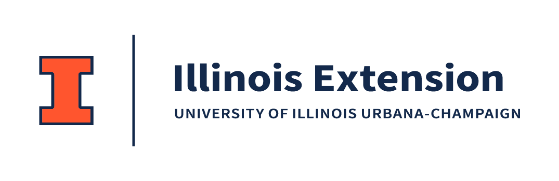 I
Illinois Extension
UNIVERSITY OF ILLINOIS URBANA-CHAMPAIGN